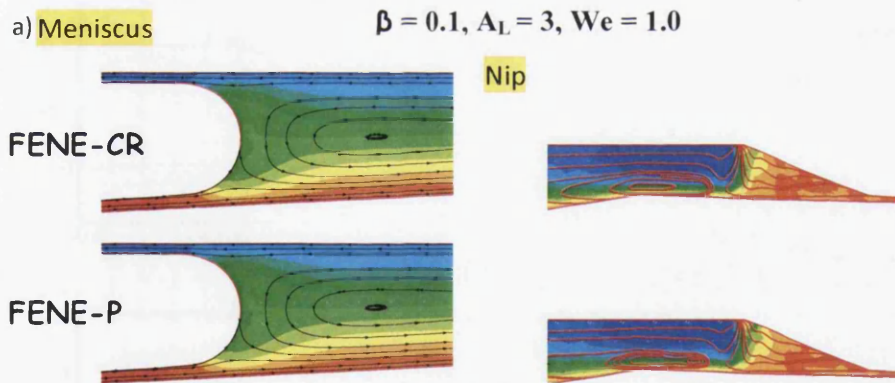 a) Meniscus
β = 0.1, A_L = 3, We = 1.0
Nip
FENE-CR
FENE-P